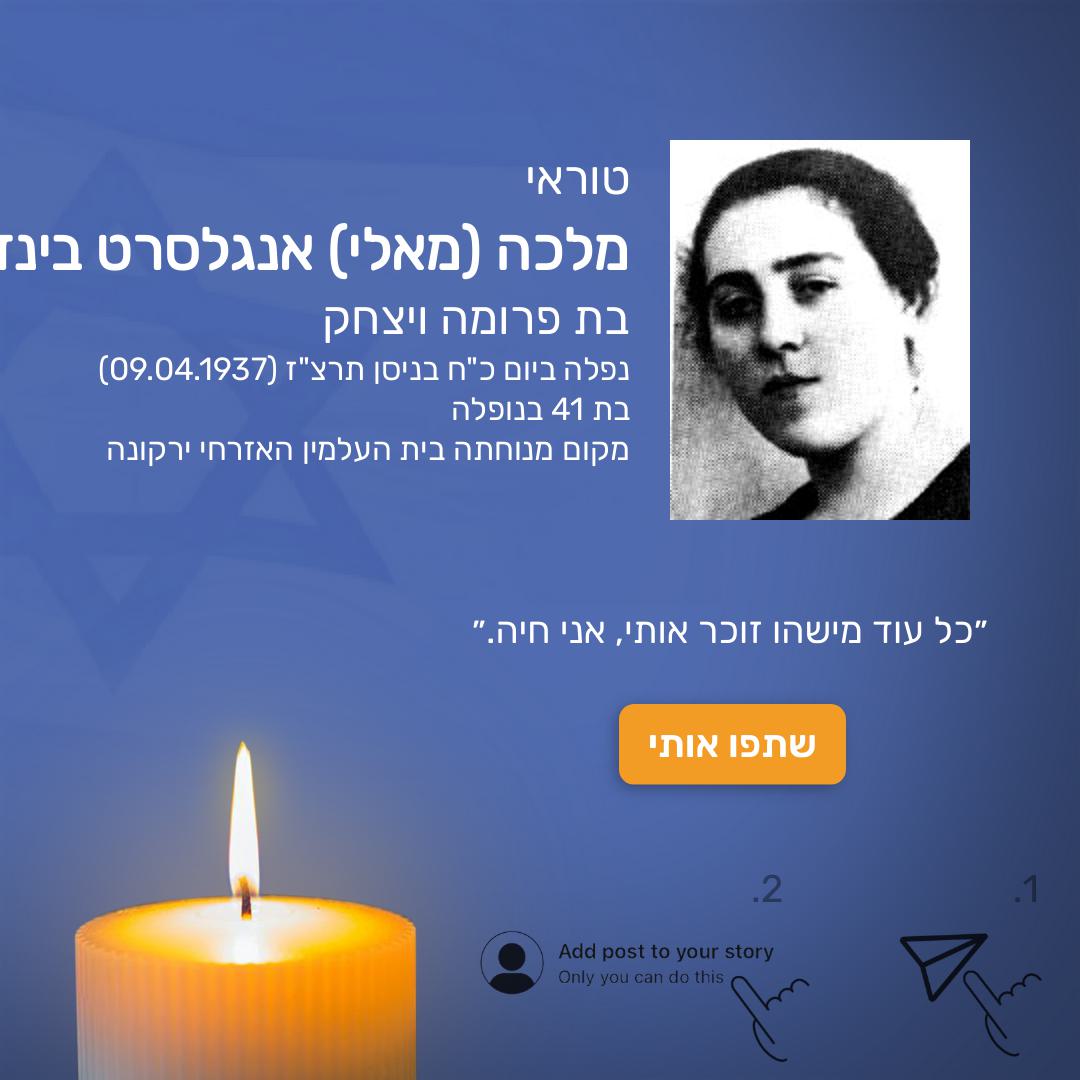 טוראי
מלכה (מאלי) אנגלסרט
בת פרומה ויצחק
נפלה ביום כ"ח בניסן תרצ"ז (09.04.1937)
בת 41 בנופלה
מקום מנוחתה בית העלמין האזרחי ירקונה
״כל עוד מישהו זוכר אותי, אני חיה.״
שתפו אותי
1.
2.
Add post to your story
Only you can do this